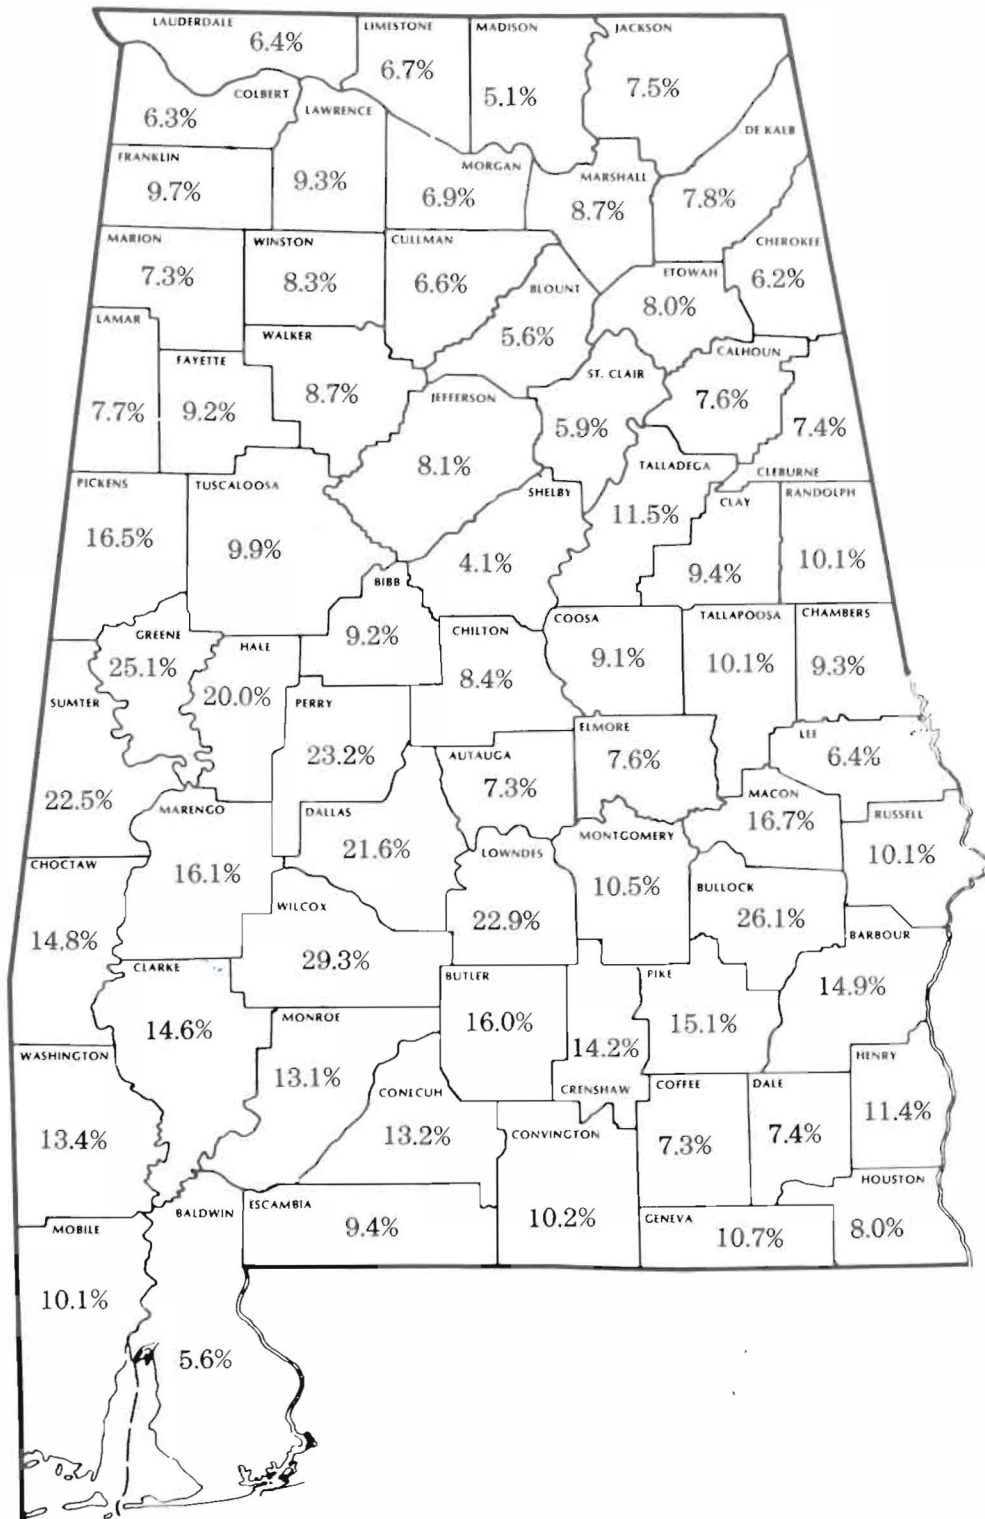 LAUDERDALE
6.4%
LIMESTONE
6.7%
MADISON
5.1%
JACKSON
7.5%
COLBERT
6.3%
LAWRENCE
9.3%
DE KALB
7.8%
FRANKLIN
9.7%
MORGAN
6.9%
MARSHALL
8.7%
CHEROKEE
6.2%
MARION
7.3%
WINSTON
8.3%
CULLMAN
6.6%
BLOUNT
5.6%
ETOWAH
8.0%
LAMAR
7.7%
FAYETTE
9.2%
WALKER
8.7%
JEFFERSON
8.1%
ST. CLAIR
5.9%
CALHOUN
7.6%
7.4%
CLEBURNE
PICKENS
16.5%
TUSCALOOSA
9.9%
SHELBY
4.1%
TALLADEGA
11.5%
CLAY
9.4%
RANDOLPH
10.1%
BIBB
9.2%
GREENE
25.1%
HALE
20.0%
CHILTON
8.4%
COOSA
9.1%
TALLAPOOSA
10.1%
CHAMBERS
9.3%
SUMTER
22.5%
PERRY
23.2%
AUTAUGA
7.3%
ELMORE
7.6%
LEE
6.4%
MARENGO
16.1%
DALLAS
21.6%
LOWNDES
22.9%
MONTGOMERY
10.5%
MACON
16.7%
RUSSELL
10.1%
CHOCTAW
14.8%
WILCOX
29.3%
BULLOCK
26.1%
BARBOUR
14.9%
CLARKE
14.6%
BUTLER
16.0%
PIKE
15.1%
MONROE
13.1%
14.2%
CRENSHAW
WASHINGTON
13.4%
CONECUH
13.2%
CONVINGTON
10.2%
COFFEE
7.3%
DALE
7.4%
HENRY
11.4%
HOUSTON
8.0%
MOBILE
10.1%
BALDWIN
5.6%
ESCAMBIA
9.4%
GENEVA
10.7%